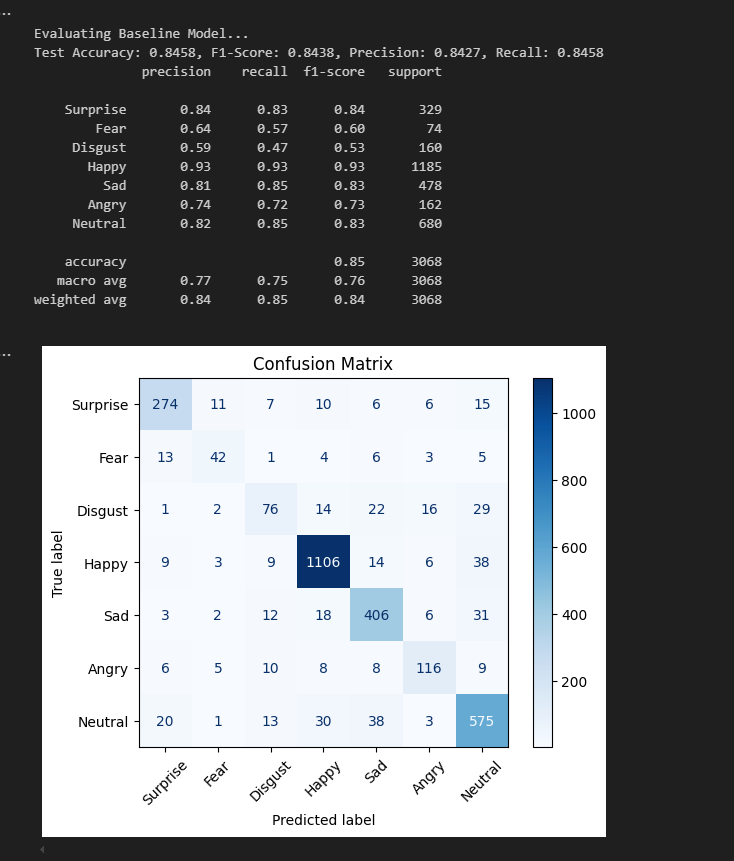 ...
Evaluating Baseline Model...
Test Accuracy: 0.8458, F1-Score: 0.8438, Precision: 0.8427, Recall: 0.8458
precision recall f1-score support
Surprise 0.84 0.83 0.84 329
Fear 0.64 0.57 0.60 74
Disgust 0.59 0.47 0.53 160
Happy 0.93 0.93 0.93 1185
Sad 0.81 0.85 0.83 478
Angry 0.74 0.72 0.73 162
Neutral 0.82 0.85 0.83 680
accuracy 0.85 3068
macro avg 0.77 0.75 0.76 3068
weighted avg 0.84 0.85 0.84 3068
...
Confusion Matrix
Surprise 274 11 7 10 6 6 15
Fear 13 42 1 4 6 3 5
Disgust 1 2 76 14 22 16 29
Happy 9 3 9 1106 14 6 38
Sad 3 2 12 18 406 6 31
Angry 6 5 10 8 8 116 9
Neutral 20 1 13 30 38 3 575
True label
Surprise Fear Disgust Happy Sad Angry Neutral
Predicted label
1000
800
600
400
200